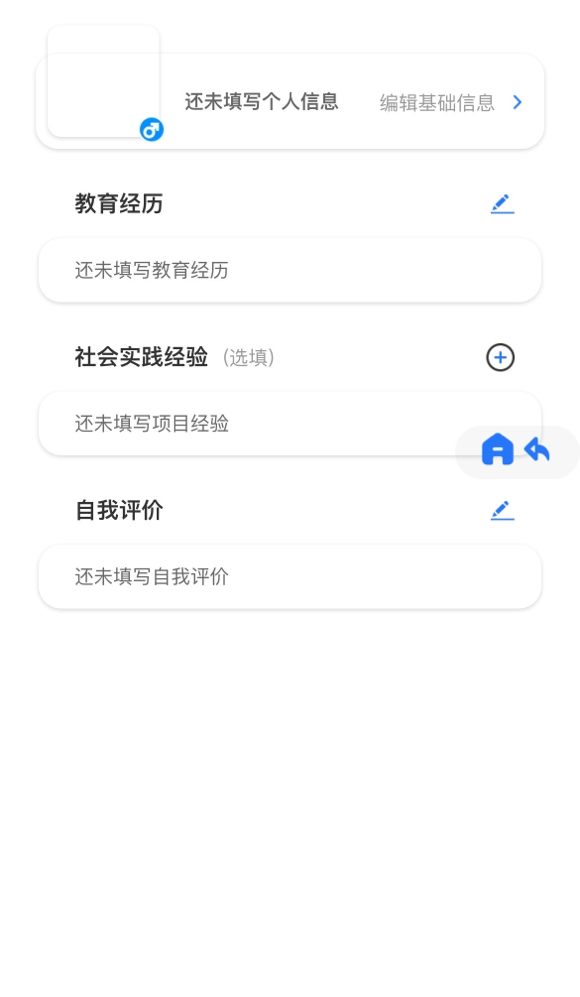 还未填写个人信息 编辑基础信息
教育经历
还未填写教育经历
社会实践经验 (选填)
还未填写项目经验
自我评价
还未填写自我评价